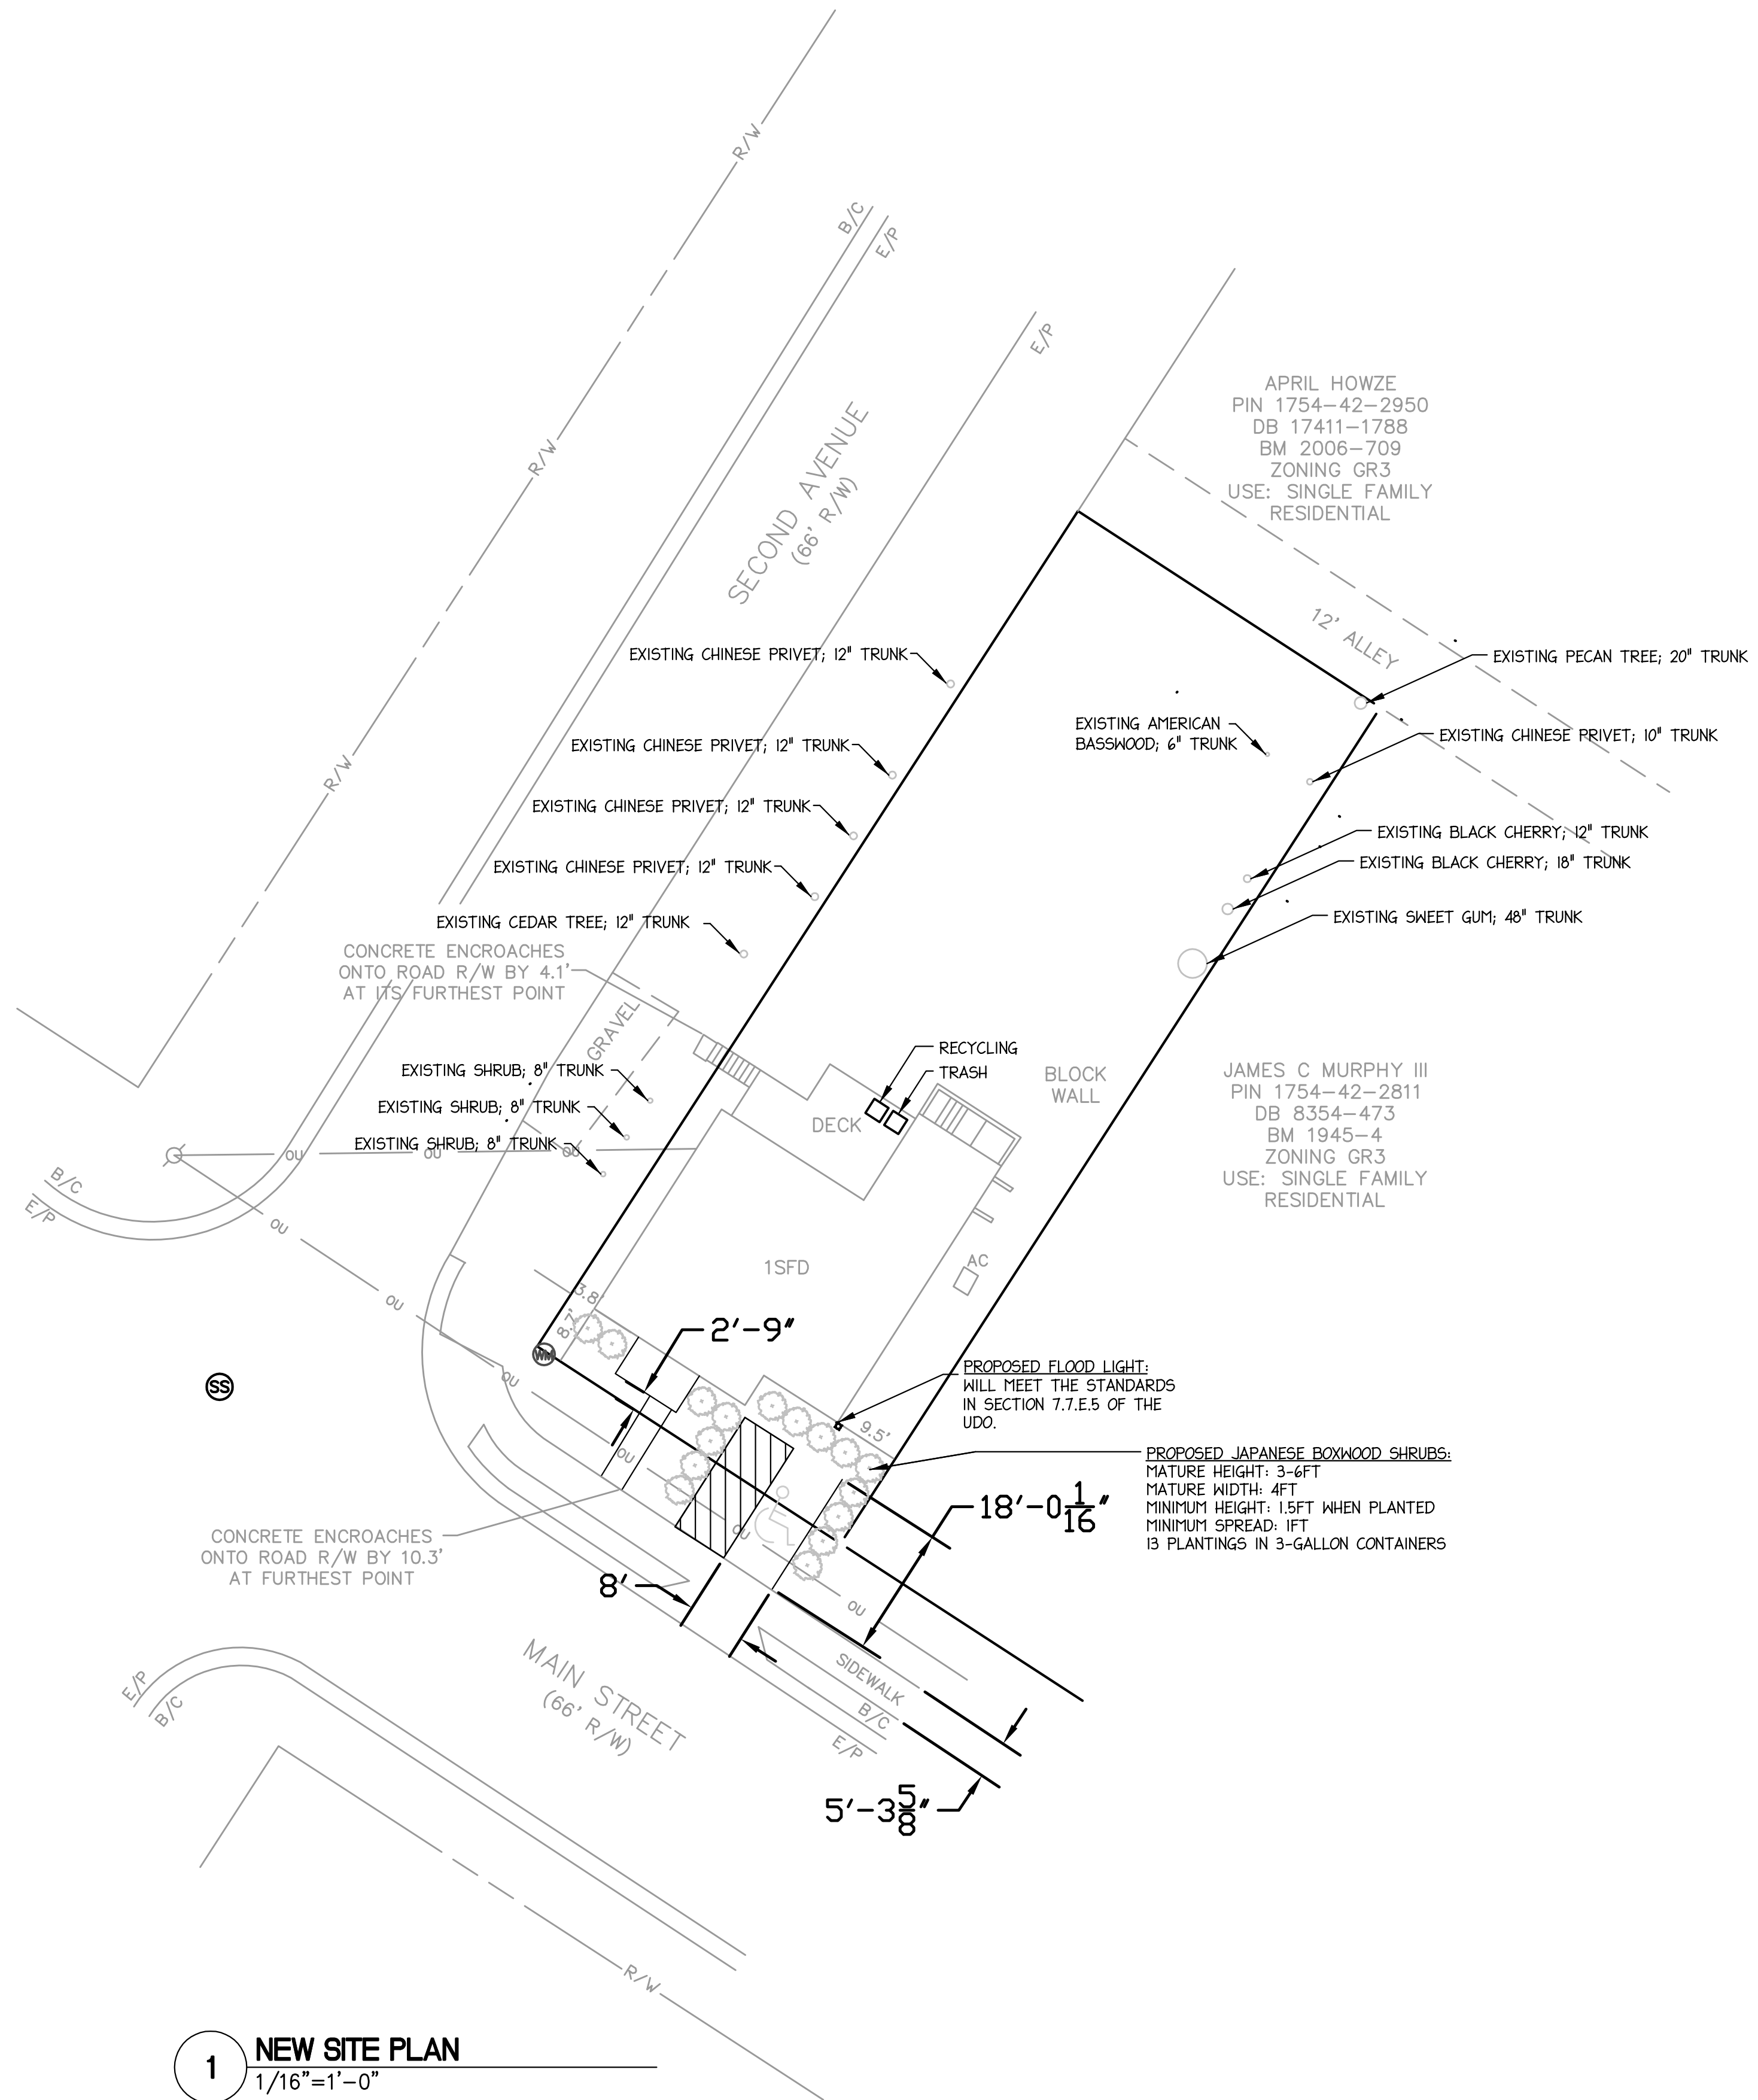 R/W
B/C
E/P
E/P
APRIL HOWZE
PIN 1754-42-2950
DB 17411-1788
BM 2006-709
ZONING GR3
USE: SINGLE FAMILY
RESIDENTIAL
R/W
SECOND AVENUE
(66' R/W)
12' ALLEY
EXISTING CHINESE PRIVET; 12" TRUNK
EXISTING PECAN TREE; 20" TRUNK
EXISTING AMERICAN
BASSWOOD; 6" TRUNK
EXISTING CHINESE PRIVET; 10" TRUNK
EXISTING CHINESE PRIVET; 12" TRUNK
R/W
EXISTING CHINESE PRIVET; 12" TRUNK
EXISTING BLACK CHERRY; 12" TRUNK
EXISTING BLACK CHERRY; 18" TRUNK
EXISTING CHINESE PRIVET; 12" TRUNK
EXISTING SWEET GUM; 48" TRUNK
EXISTING CEDAR TREE; 12" TRUNK
CONCRETE ENCROACHES
ONTO ROAD R/W BY 4.1'
AT ITS FURTHEST POINT
GRAVEL
RECYCLING
TRASH
DECK
BLOCK
WALL
JAMES C MURPHY III
PIN 1754-42-2811
DB 8354-473
BM 1945-4
ZONING GR3
USE: SINGLE FAMILY
RESIDENTIAL
EXISTING SHRUB; 8" TRUNK
EXISTING SHRUB; 8" TRUNK
EXISTING SHRUB; 8" TRUNK
OU
OU
OU
B/C
E/P
OU
OU
1SFD
AC
3.8'
8.7'
2'-9"
WM
SS
OU
OU
OU
OU
PROPOSED FLOOD LIGHT:
WILL MEET THE STANDARDS
IN SECTION 7.7.E.5 OF THE
UDO.
9.5'
PROPOSED JAPANESE BOXWOOD SHRUBS:
MATURE HEIGHT: 3-6FT
MATURE WIDTH: 4FT
MINIMUM HEIGHT: 1.5FT WHEN PLANTED
MINIMUM SPREAD: 1FT
13 PLANTINGS IN 3-GALLON CONTAINERS
18'-0 1/16"
CONCRETE ENCROACHES
ONTO ROAD R/W BY 10.3'
AT FURTHEST POINT
8'
MAIN STREET
(66' R/W)
SIDEWALK
B/C
E/P
E/P
B/C
5'-3 5/8"
R/W
1
NEW SITE PLAN
1/16"=1'-0"